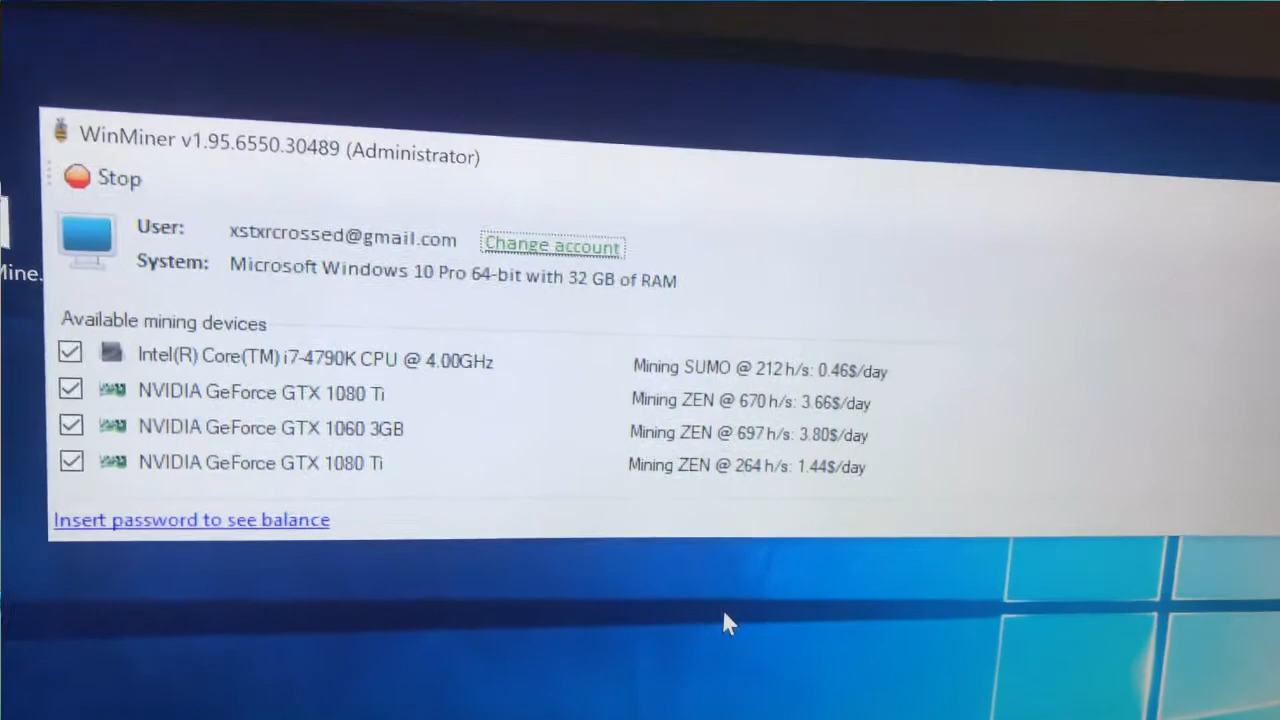 WinMiner v1.95.6550.30489 (Administrator)
Stop
User: xstxrcrossed@gmail.com Change account
System: Microsoft Windows 10 Pro 64-bit with 32 GB of RAM
Mine.
Available mining devices
Intel(R) Core(TM) i7-4790K CPU @ 4.00GHz Mining SUMO @ 212 h/s: 0.46$/day
NVIDIA GeForce GTX 1080 Ti Mining ZEN @ 670 h/s: 3.66$/day
NVIDIA GeForce GTX 1060 3GB Mining ZEN @ 697 h/s: 3.80$/day
NVIDIA GeForce GTX 1080 Ti Mining ZEN @ 264 h/s: 1.44$/day
Insert password to see balance